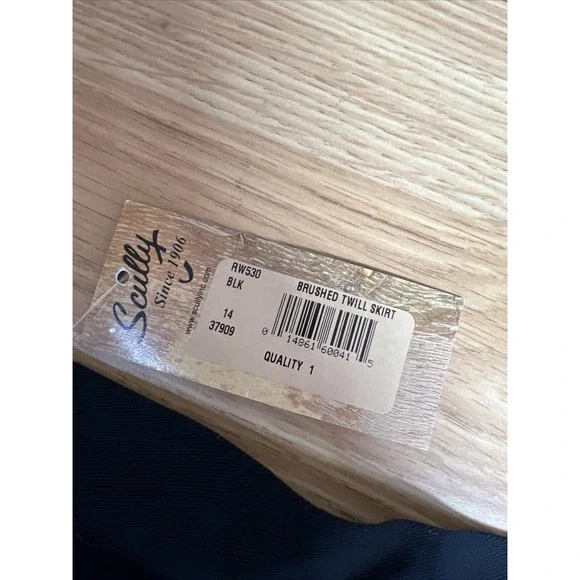 Scully
Since 1906
www.scullyinc.com
RW530
BLK
BRUSHED TWILL SKIRT
14
37909
0 14861 60041 5
QUALITY 1